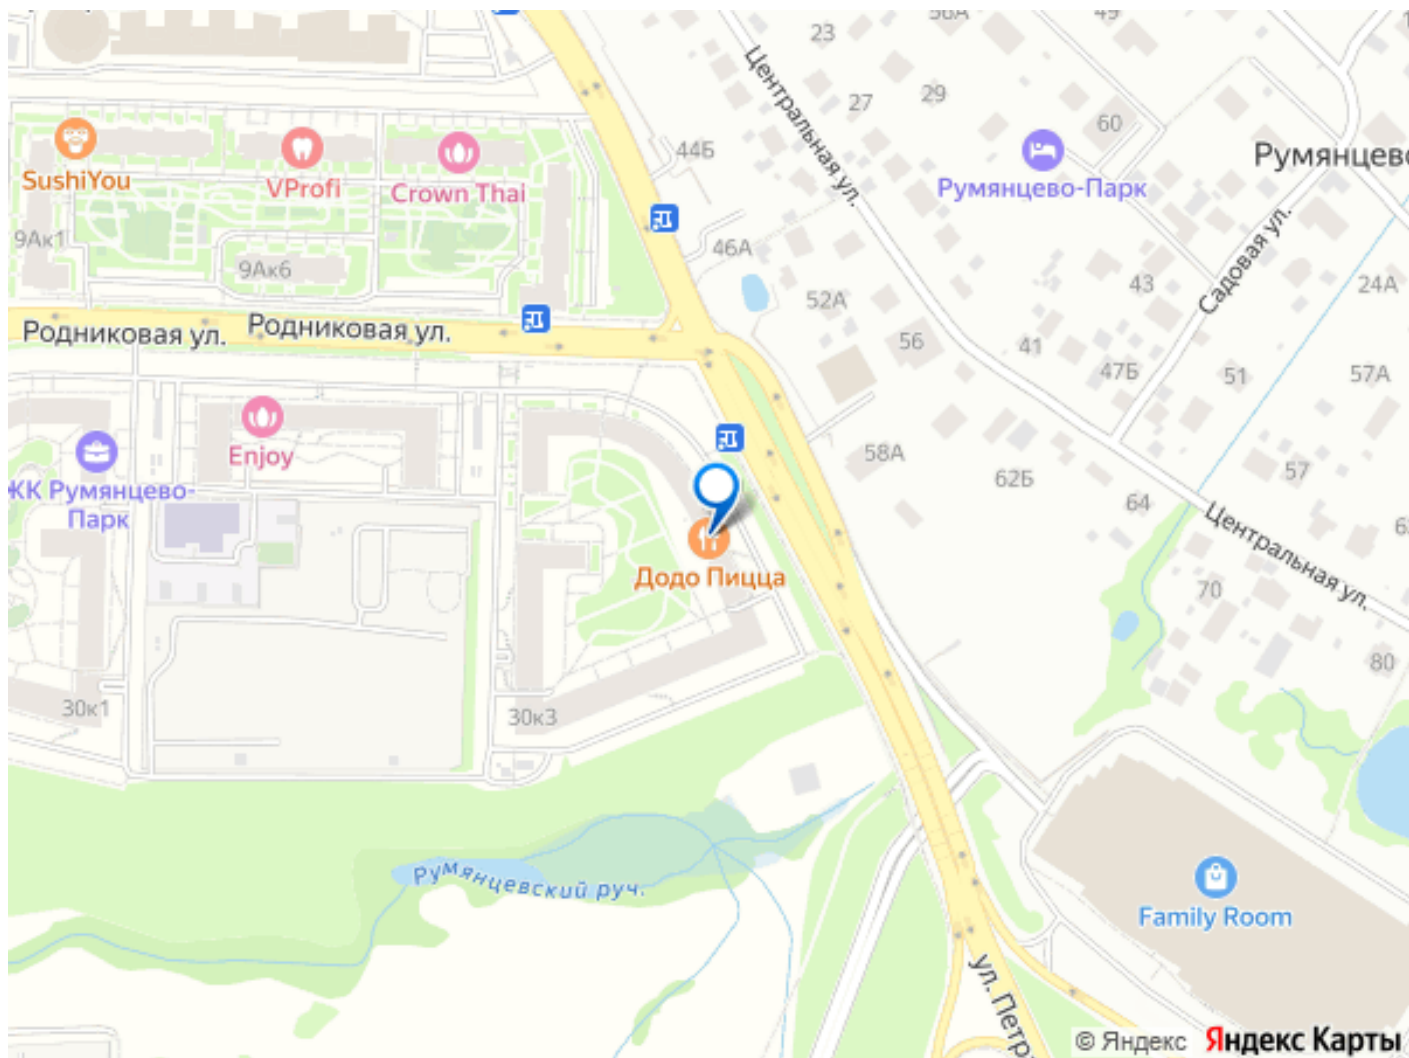 49
23
Центральная ул.
27
29
60
44Б
Румянцево-Парк
SushiYou
VProfi
Crown Thai
9Ак1
9Ак6
46А
Садовая ул.
43
24А
52А
Родниковая ул.
Родниковая ул.
56
41
47Б
51
57А
Enjoy
ЖК Румянцево-
Парк
58А
62Б
64
57
Центральная ул.
Додо Пицца
70
80
30к1
30к3
Румянцевский руч.
Family Room
© Яндекс
Яндекс Карты